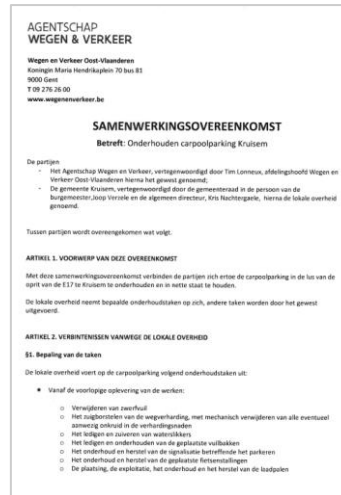 AGENTSCHAP
WEGEN & VERKEER
Wegen en Verkeer Oost-Vlaanderen
Koningin Maria Hendrikaplein 70 bus 81
9000 Gent
T 09 276 26 00
www.wegenenverkeer.be
SAMENWERKINGSOVEREENKOMST
Betreft: Onderhouden carpoolparking Kruisem
De partijen
- Het Agentschap Wegen en Verkeer, vertegenwoordigd door Tim Lonneux, afdelingshoofd Wegen en
Verkeer Oost-Vlaanderen hierna het gewest genoemd;
- De gemeente Kruisem, vertegenwoordigd door de gemeenteraad in de persoon van de
burgemeester,Joop Verzele en de algemeen directeur, Kris Nachtergaele, hierna de lokale overheid
genoemd.
Tussen partijen wordt overeengekomen wat volgt.
ARTIKEL 1. VOORWERP VAN DEZE OVEREENKOMST
Met deze samenwerkingsovereenkomst verbinden de partijen zich ertoe de carpoolparking in de lus van de
oprit van de E17 te Kruisem te onderhouden en in nette staat te houden.
De lokale overheid neemt bepaalde onderhoudstaken op zich, andere taken worden door het gewest
uitgevoerd.
ARTIKEL 2. VERBINTENISSEN VANWEGE DE LOKALE OVERHEID
§1. Bepaling van de taken
De lokale overheid voert op de carpoolparking volgend onderhoudstaken uit:
• Vanaf de voorlopige oplevering van de werken:
o Verwijderen van zwerfvuil
o Het zuigborstelen van de wegverharding, met mechanisch verwijderen van alle eventueel
aanwezig onkruid in de verhardingsnaden
o Het ledigen en zuiveren van waterslikkers
o Het ledigen en onderhouden van de geplaatste vuilbakken
o Het onderhoud en herstel van de signalisatie betreffende het parkeren
o Het onderhoud en herstel van de geplaatste fietsenstallingen
o De plaatsing, de exploitatie, het onderhoud en het herstel van de laadpalen